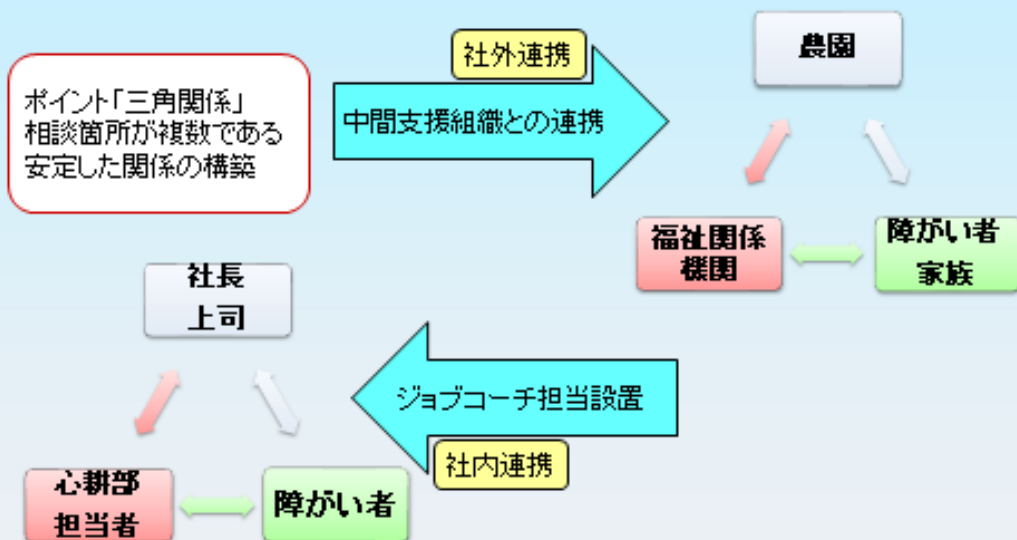 社外連携
農園
ポイント「三角関係」
相談箇所が複数である
安定した関係の構築
中間支援組織との連携
福祉関係
機関
障がい者
家族
社長
上司
ジョブコーチ担当設置
社内連携
心耕部
担当者
障がい者